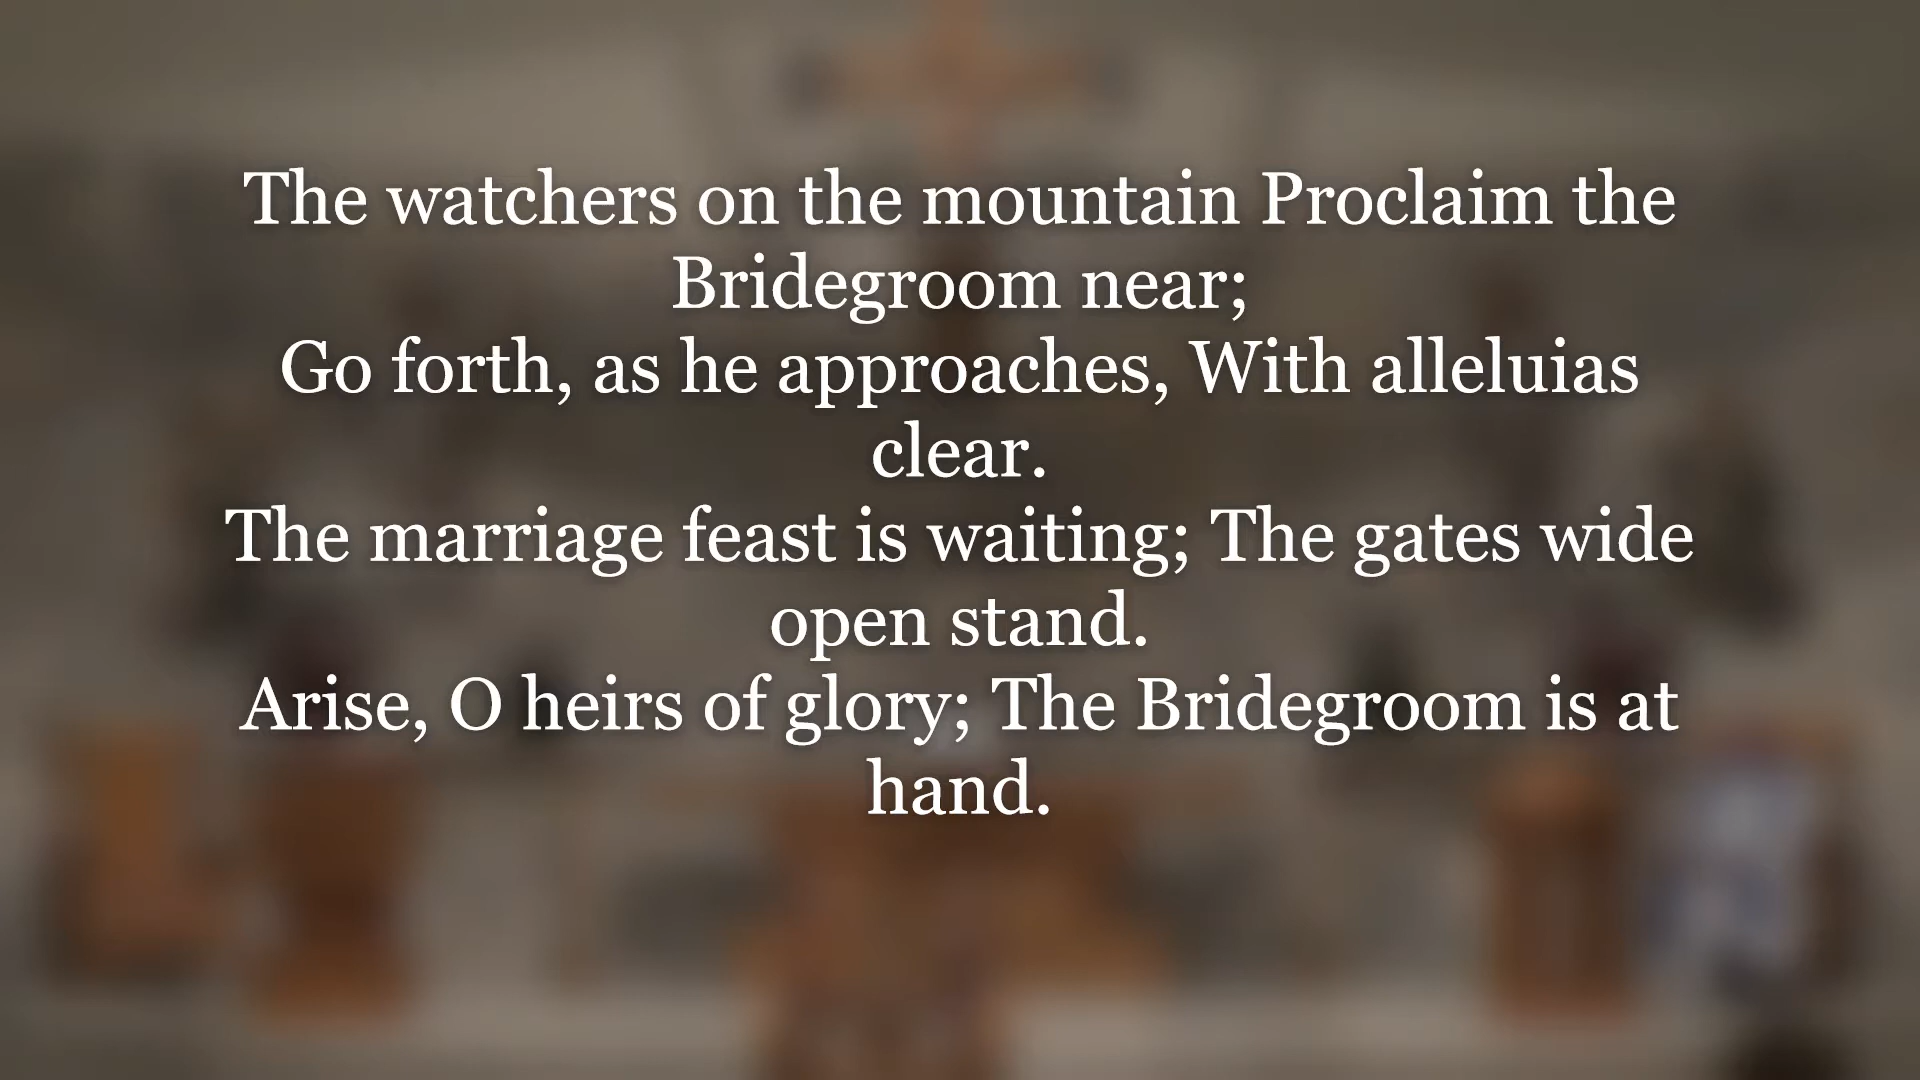 The watchers on the mountain Proclaim the
Bridegroom near;
Go forth, as he approaches, With alleluias
clear.
The marriage feast is waiting; The gates wide
open stand.
Arise, O heirs of glory; The Bridegroom is at
hand.